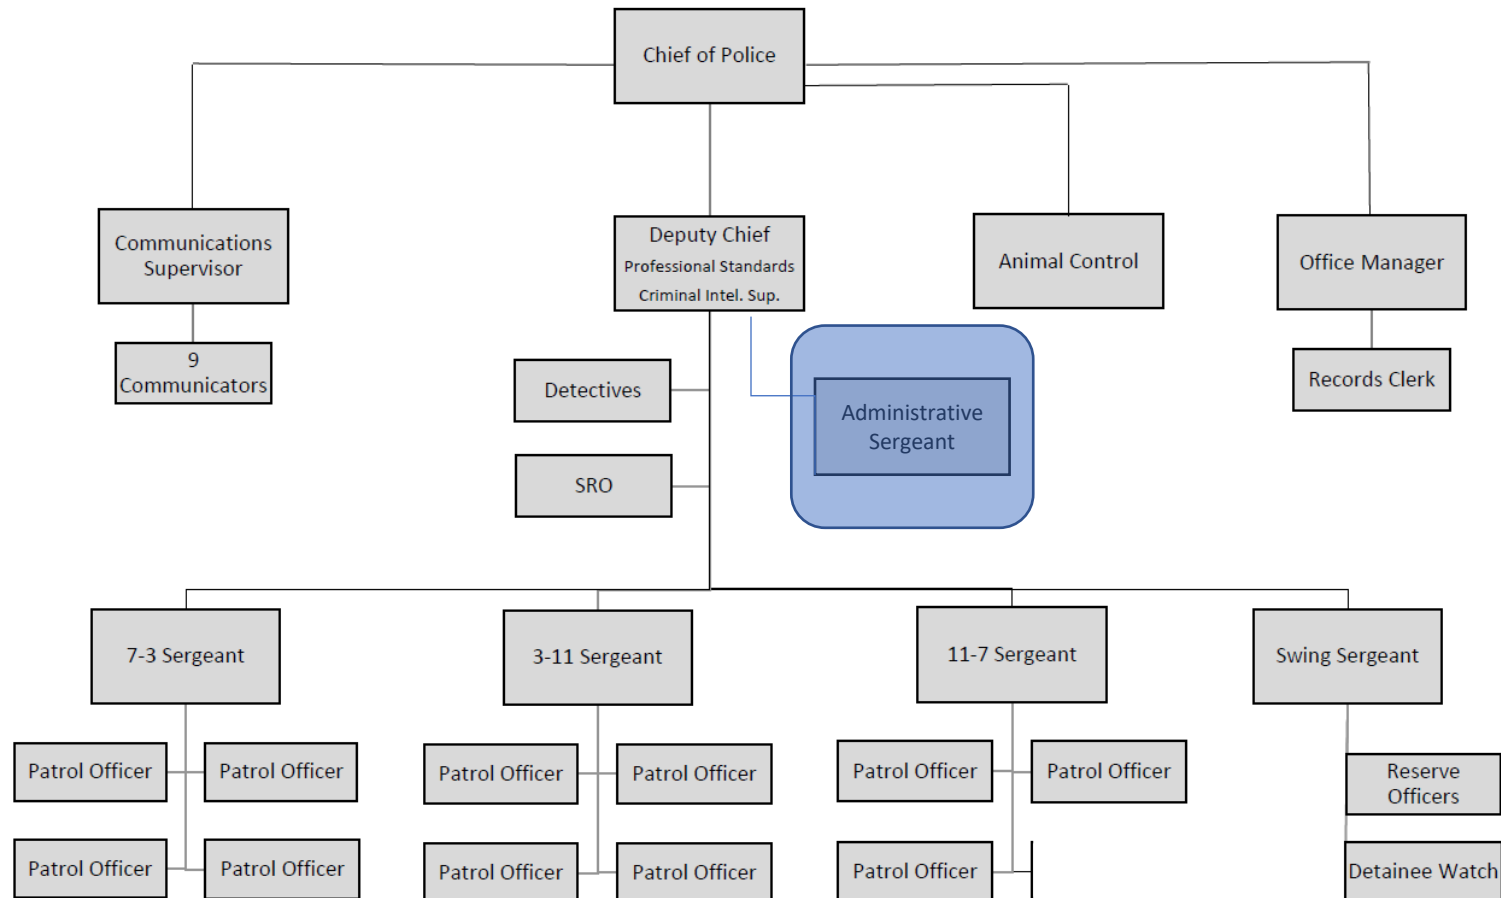 Chief of Police
Communications
Supervisor
Deputy Chief
Professional Standards
Criminal Intel. Sup.
Animal Control
Office Manager
9
Communicators
Detectives
Administrative
Sergeant
Records Clerk
SRO
7-3 Sergeant
3-11 Sergeant
11-7 Sergeant
Swing Sergeant
Patrol Officer
Patrol Officer
Patrol Officer
Patrol Officer
Patrol Officer
Patrol Officer
Reserve
Officers
Patrol Officer
Patrol Officer
Patrol Officer
Patrol Officer
Patrol Officer
Detainee Watch